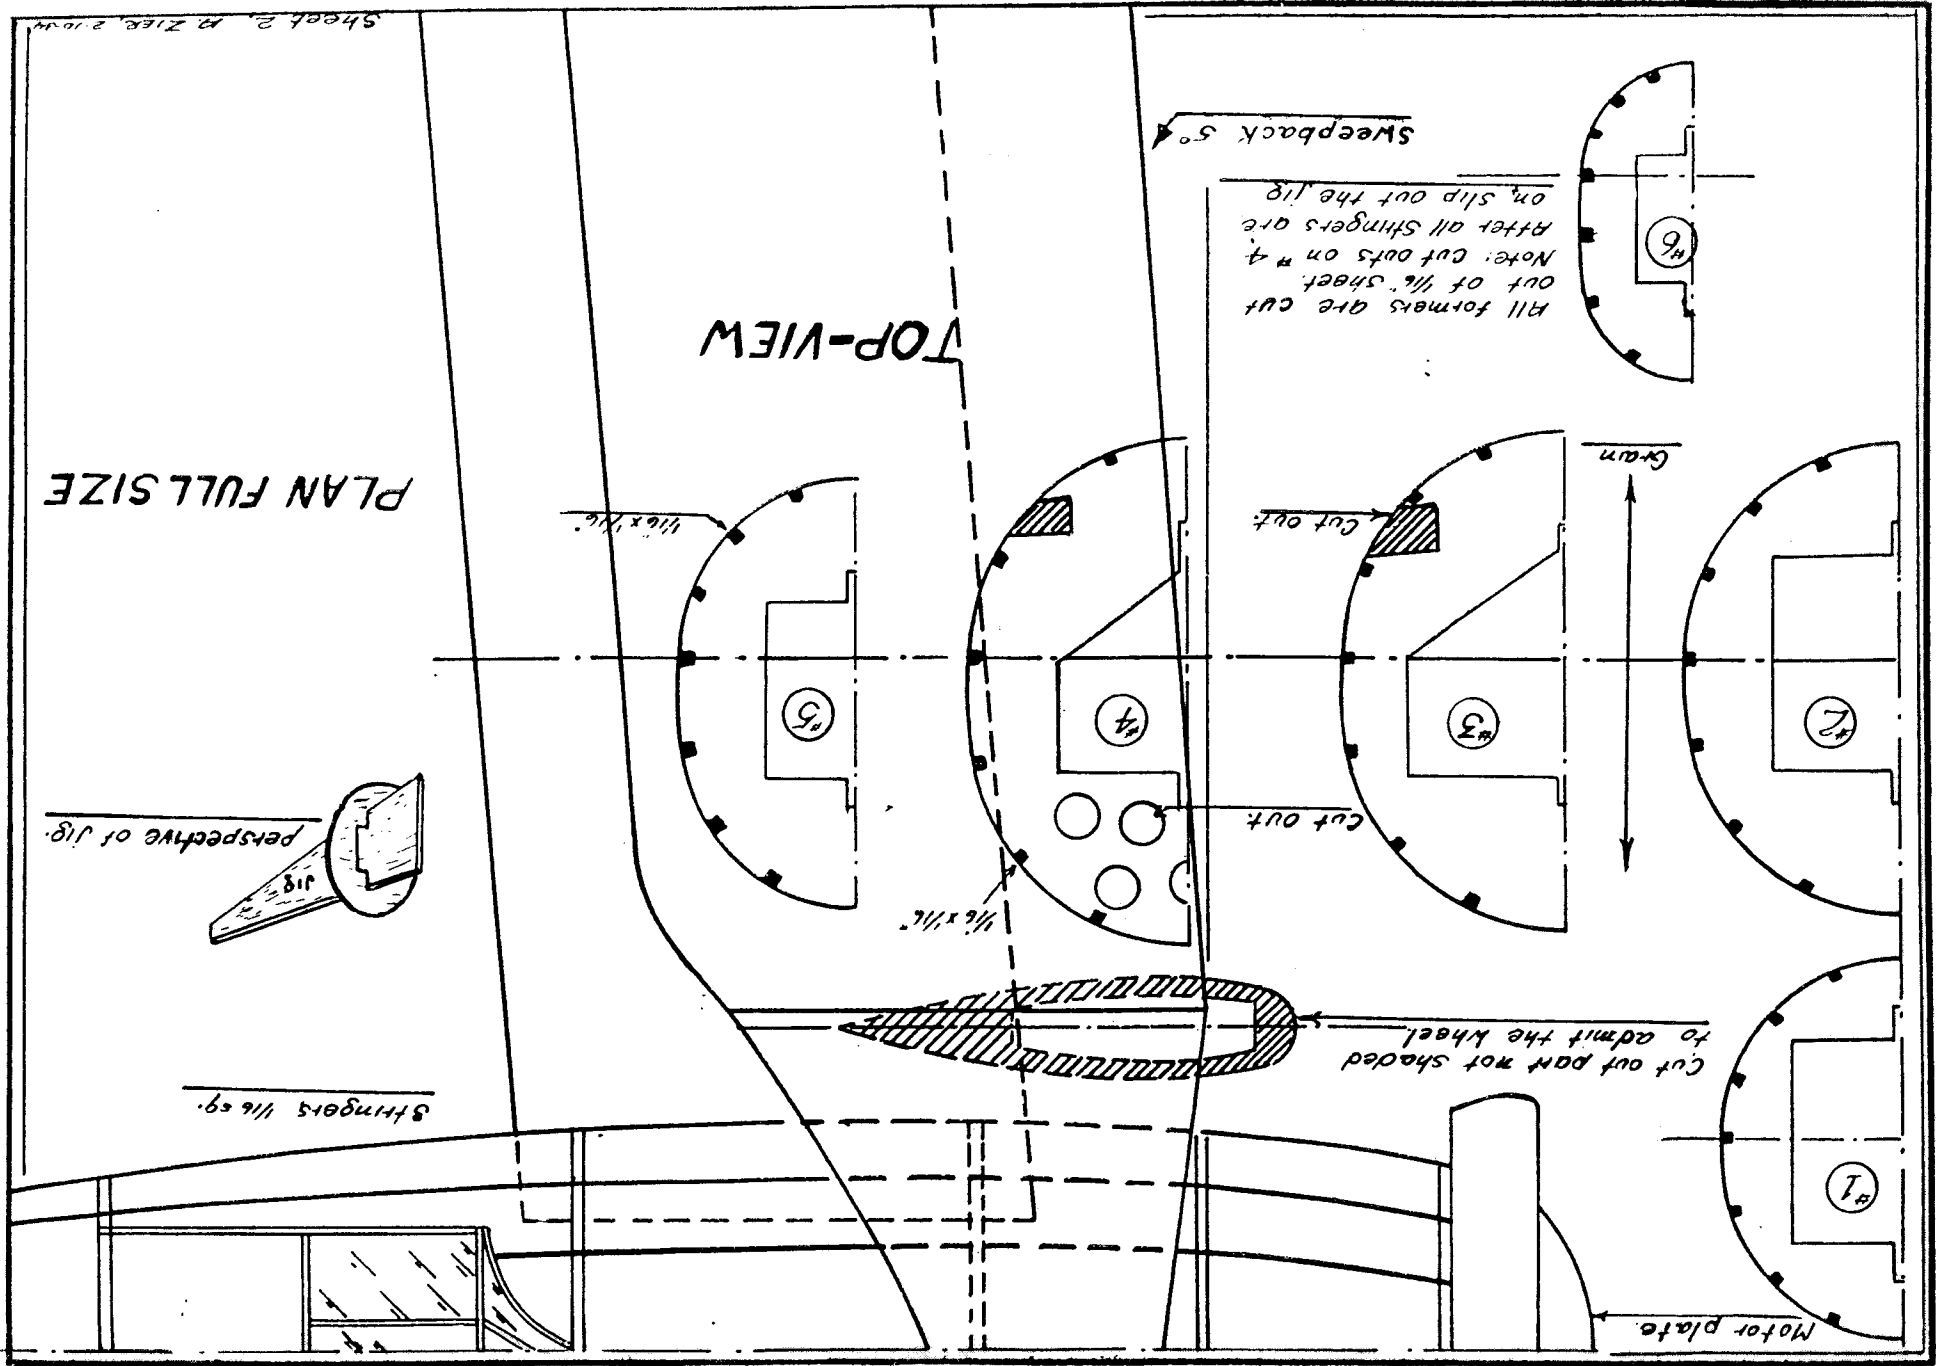 Motor plate.
#1
Cut out part not shaded
to admit the wheel
Stringers 1/16 sq.
1/16 x 1/16"
Cut out.
jig
perspective of jig.
#2
#3
#4
#5
Grain
Cut out.
1/16 x 1/16"
PLAN FULL SIZE
TOP-VIEW
All formers are cut
out of 1/16" sheet
Note: Cut outs on #4
After all stringers are
on, slip out the jig
#6
Sweepback 5°
Sheet 2,